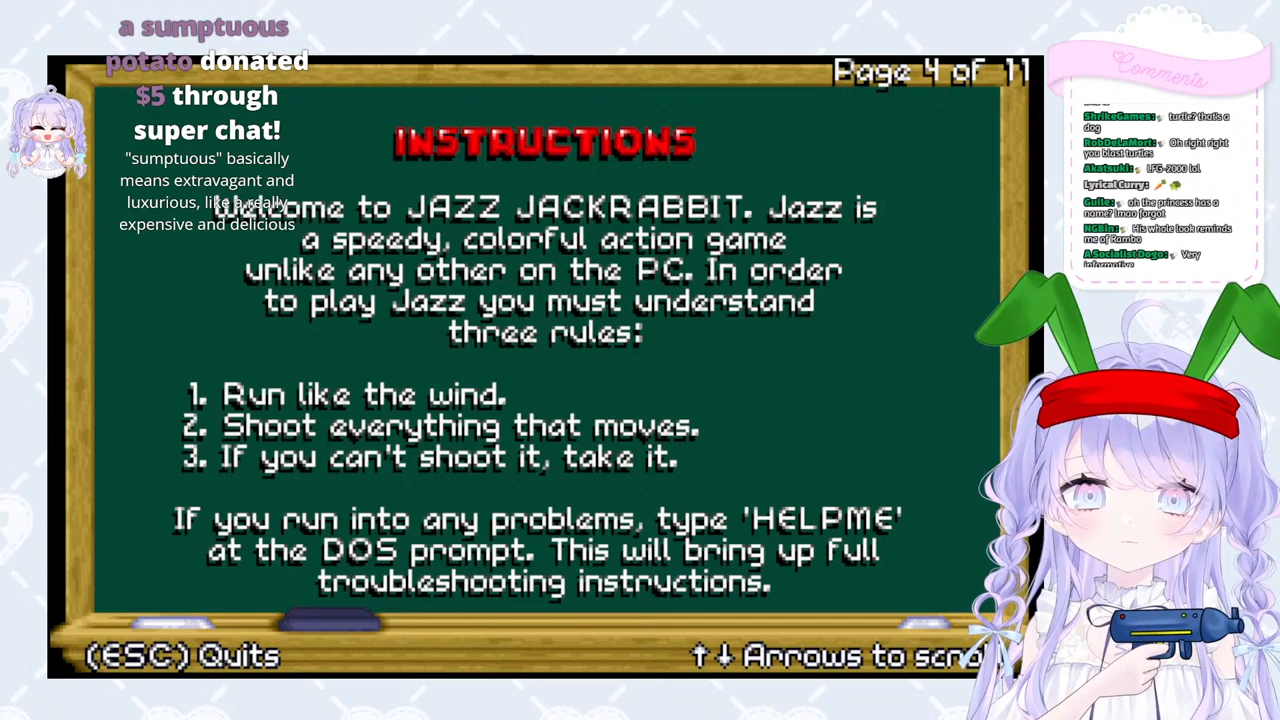 a sumptuous
potato donated
$5 through
super chat!
"sumptuous" basically
means extravagant and
luxurious, like a really
expensive and delicious
Page 4 of 11
INSTRUCTIONS
Welcome to JAZZ JACKRABBIT. Jazz is
a speedy, colorful action game
unlike any other on the PC. In order
to play Jazz you must understand
three rules:
1. Run like the wind.
2. Shoot everything that moves.
3. If you can't shoot it, take it.
If you run into any problems, type 'HELPME'
at the DOS prompt. This will bring up full
troubleshooting instructions.
(ESC) Quits
↑↓ Arrows to scroll
Comments
ShrikeGames: turtle? that's a
dog
RobDeLaMort: Oh right right
you blast turtles
Akatsuki: LFG-2000 lol
Lyrical Curry: 🥕 🐢
Guile: oh the princess has a
name? lmao forgot
NGBin: His whole look reminds
me of Rambo
A Socialist Dogo: Very
informative